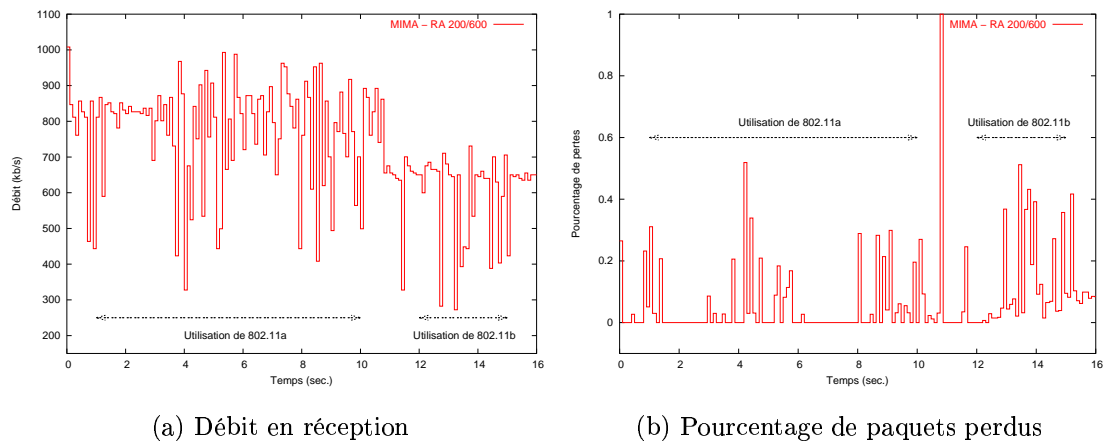 MIMA − RA 200/600
1100
1000
900
800
700
600
500
400
300
200
Débit (kb/s)
Utilisation de 802.11a
Utilisation de 802.11b
0 2 4 6 8 10 12 14 16
Temps (sec.)
(a) Débit en réception
MIMA − RA 200/600
1
0.8
0.6
0.4
0.2
0
Pourcentage de pertes
Utilisation de 802.11a
Utilisation de 802.11b
0 2 4 6 8 10 12 14 16
Temps (sec.)
(b) Pourcentage de paquets perdus